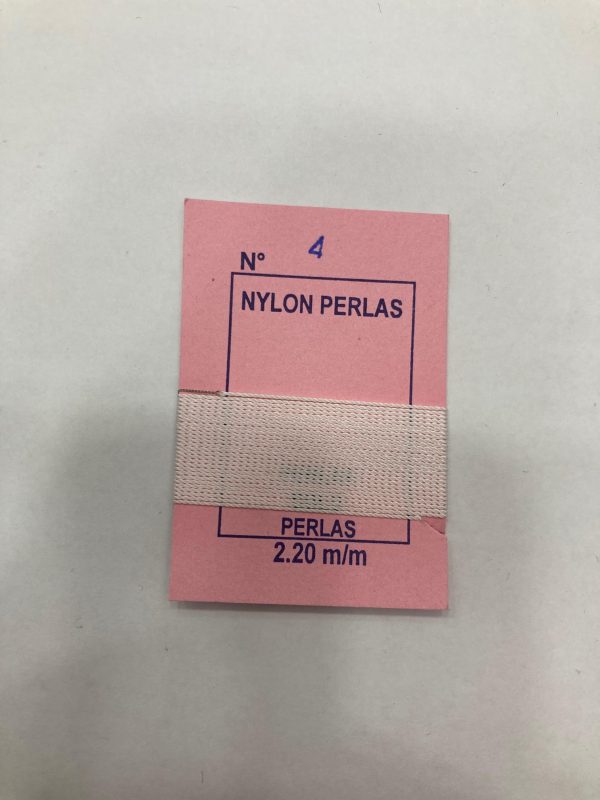 N° 4
NYLON PERLAS
PERLAS
2.20 m/m